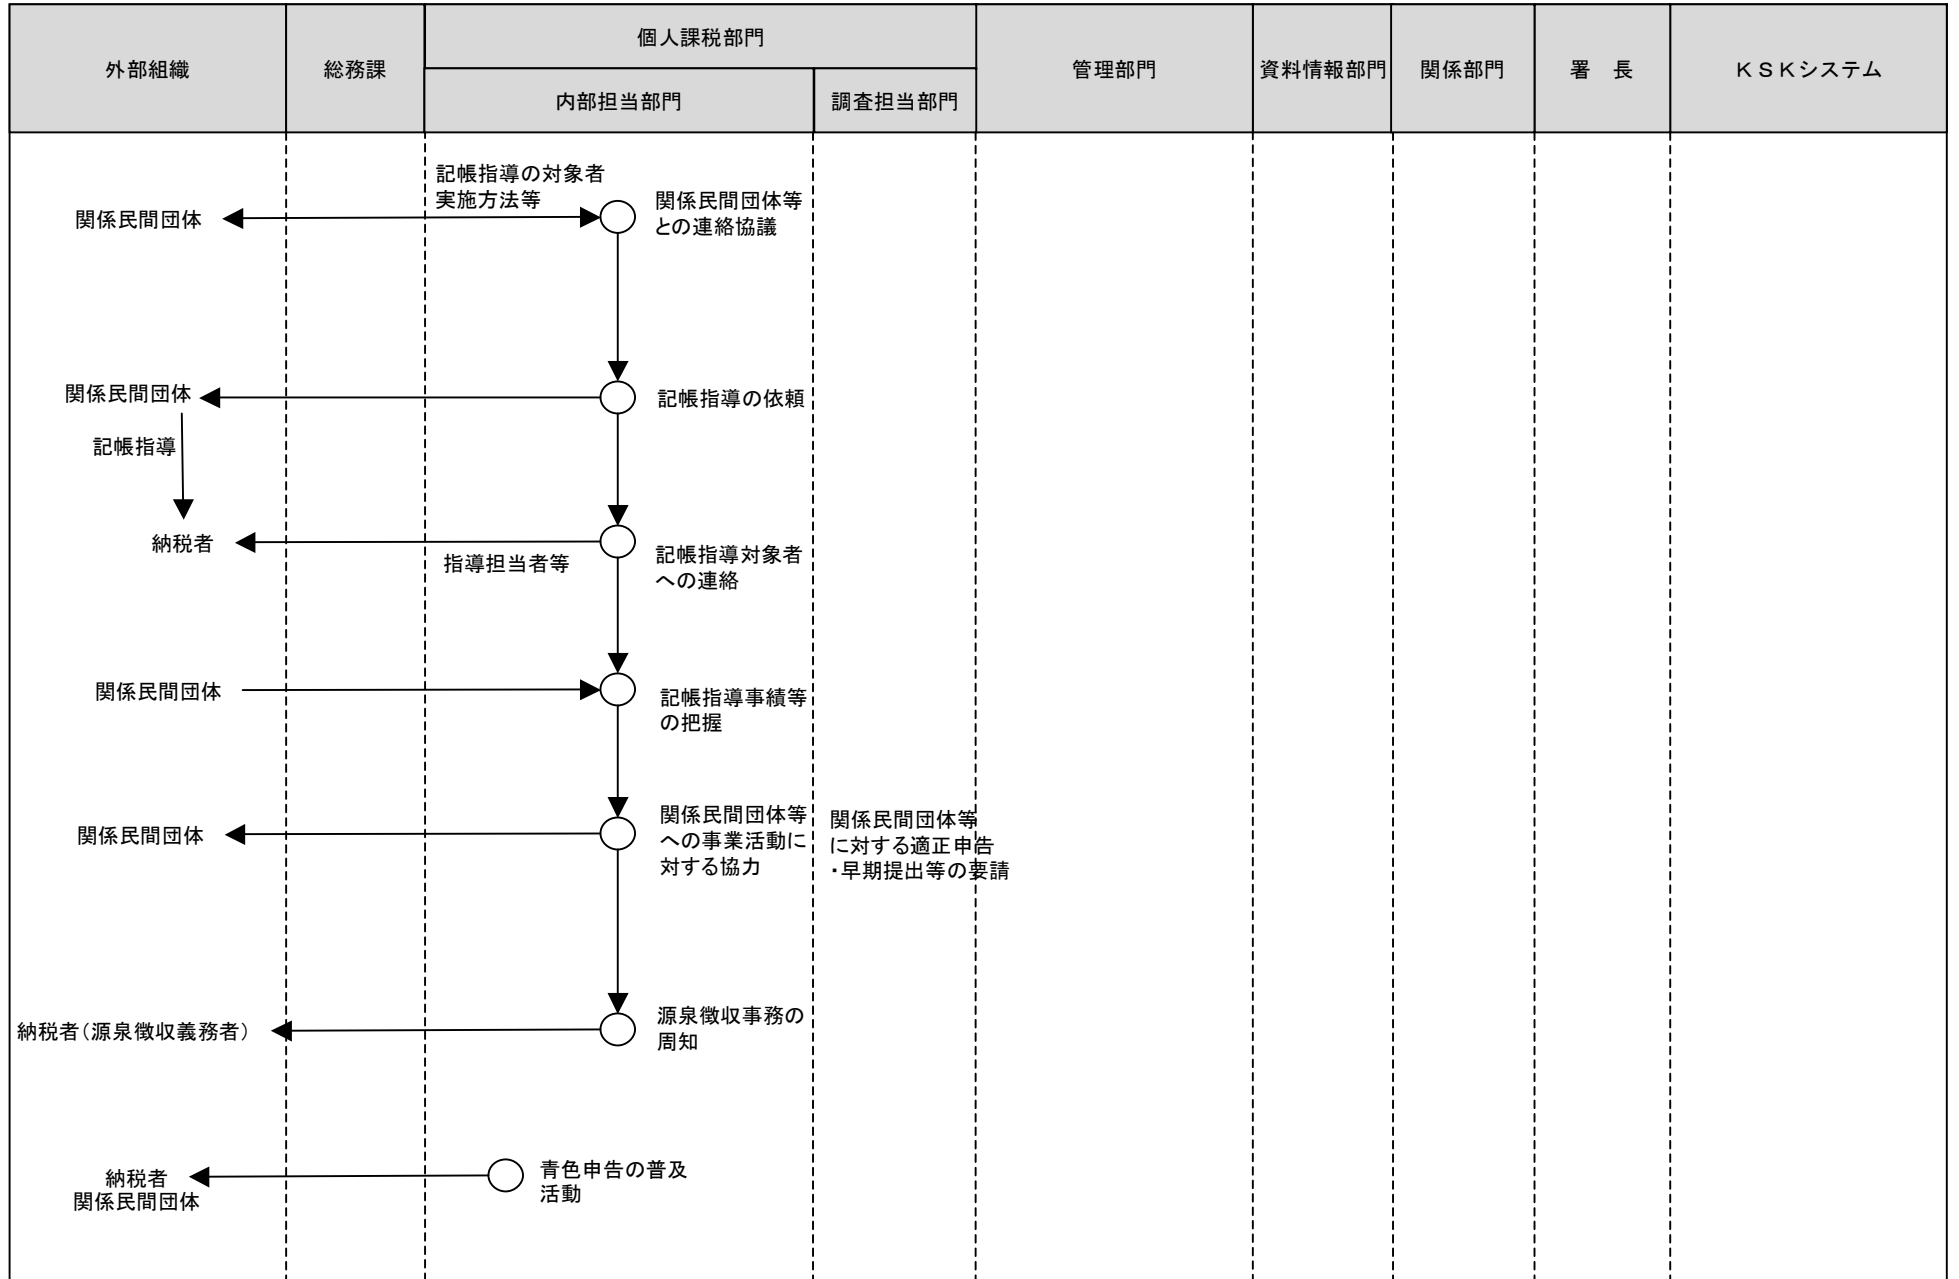 外部組織
総務課
個人課税部門
内部担当部門
調査担当部門
管理部門
資料情報部門
関係部門
署　長
ＫＳＫシステム
記帳指導の対象者
実施方法等
関係民間団体
関係民間団体等
との連絡協議
関係民間団体
記帳指導の依頼
記帳指導
納税者
指導担当者等
記帳指導対象者
への連絡
関係民間団体
記帳指導事績等
の把握
関係民間団体
関係民間団体等
への事業活動に
対する協力
関係民間団体等
に対する適正申告
・早期提出等の要請
納税者（源泉徴収義務者）
源泉徴収事務の
周知
納税者
関係民間団体
青色申告の普及
活動